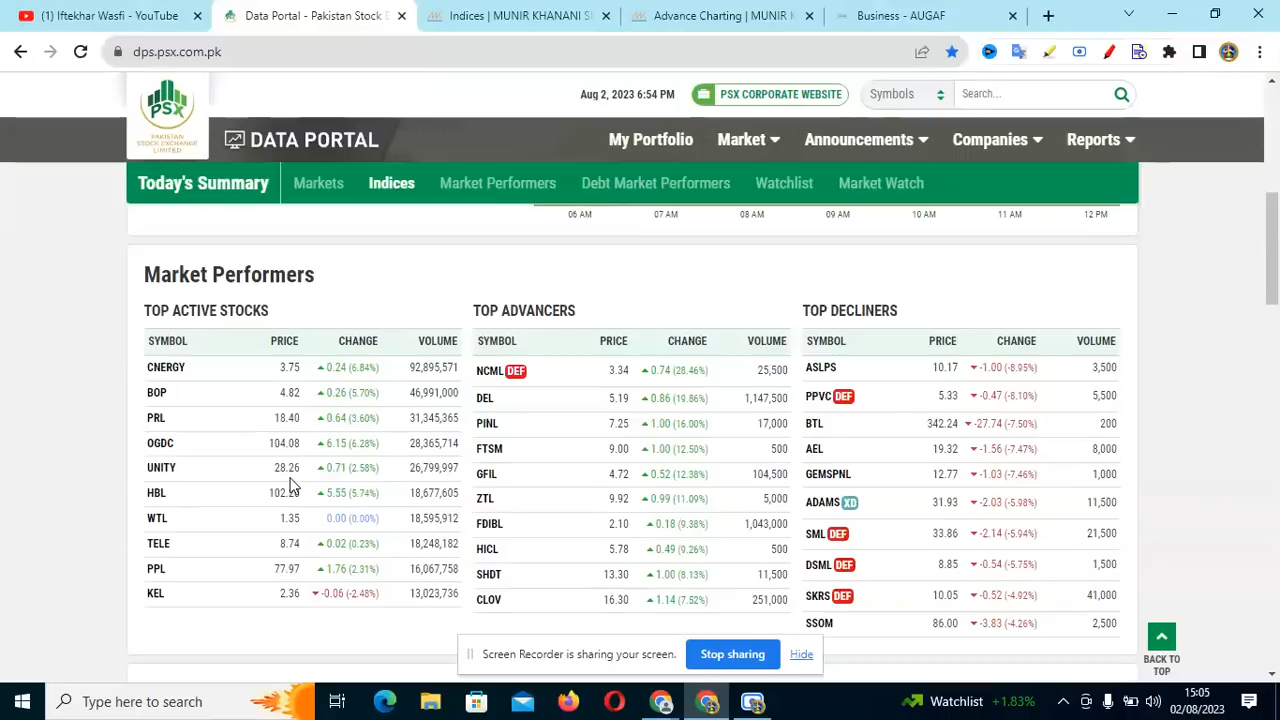 (1) Iftekhar Wasti - YouTube
Data Portal - Pakistan Stock E
Indices | MUNIR KHANANI S
Advance Charting | MUNIR K
Business - AUGAF
dps.psx.com.pk
PSX
PAKISTAN
STOCK EXCHANGE
LIMITED
Aug 2, 2023 6:54 PM
PSX CORPORATE WEBSITE
Symbols
Search...
DATA PORTAL
My Portfolio Market Announcements Companies Reports
Today's Summary Markets Indices Market Performers Debt Market Performers Watchlist Market Watch
06 AM 07 AM 08 AM 09 AM 10 AM 11 AM 12 PM
Market Performers
TOP ACTIVE STOCKS
SYMBOL PRICE CHANGE VOLUME
CNERGY 3.75 0.24 (6.84%) 92,895,571
BOP 4.82 0.26 (5.70%) 46,991,000
PRL 18.40 0.64 (3.60%) 31,345,365
OGDC 104.08 6.15 (6.28%) 28,365,714
UNITY 28.26 0.71 (2.58%) 26,799,997
HBL 5.55 (5.74%) 18,677,605
WTL 1.35 0.00 (0.00%) 18,595,912
TELE 8.74 0.02 (0.23%) 18,248,182
PPL 77.97 1.76 (2.31%) 16,067,758
KEL 2.36 -0.06 (-2.48%) 13,023,736
TOP ADVANCERS
SYMBOL PRICE CHANGE VOLUME
NCML DEF 3.34 0.74 (28.46%) 25,500
DEL 5.19 0.86 (19.86%) 1,147,500
PINL 7.25 1.00 (16.00%) 17,000
FTSM 9.00 1.00 (12.50%) 500
GFIL 4.72 0.52 (12.38%) 104,500
ZTL 9.92 0.99 (11.09%) 5,000
FDIBL 2.10 0.18 (9.38%) 1,043,000
HICL 5.78 0.49 (9.26%) 500
SHDT 13.30 1.00 (8.13%) 11,500
CLOV 16.30 1.14 (7.52%) 251,000
TOP DECLINERS
SYMBOL PRICE CHANGE VOLUME
ASLPS 10.17 -1.00 (-8.95%) 3,500
PPVC DEF 5.33 -0.47 (-8.10%) 5,500
BTL 342.24 -27.74 (-7.50%) 200
AEL 19.32 -1.56 (-7.47%) 8,000
GEMSPNL 12.77 -1.03 (-7.46%) 1,000
ADAMS XD 31.93 -2.03 (-5.98%) 11,500
SML DEF 33.86 -2.14 (-5.94%) 21,500
DSML DEF 8.85 -0.54 (-5.75%) 1,500
SKRS DEF 10.05 -0.52 (-4.92%) 41,000
SSOM 86.00 -3.83 (-4.26%) 2,500
BACK TO
TOP
Screen Recorder is sharing your screen. Stop sharing Hide
Type here to search
Watchlist +1.83%
15:05
02/08/2023